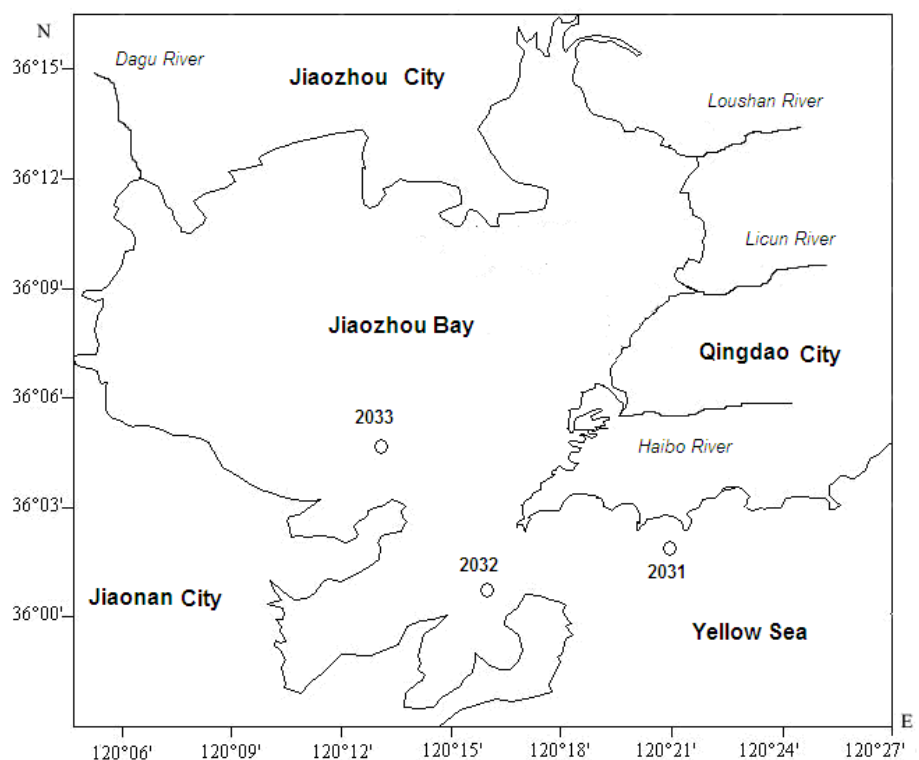 N
Dagu River
36°15'
Jiaozhou City
Loushan River
36°12'
Licun River
36°09'
Jiaozhou Bay
Qingdao City
36°06'
2033
Haibo River
36°03'
2032
2031
Jiaonan City
36°00'
Yellow Sea
E
120°06' 120°09' 120°12' 120°15' 120°18' 120°21' 120°24' 120°27'